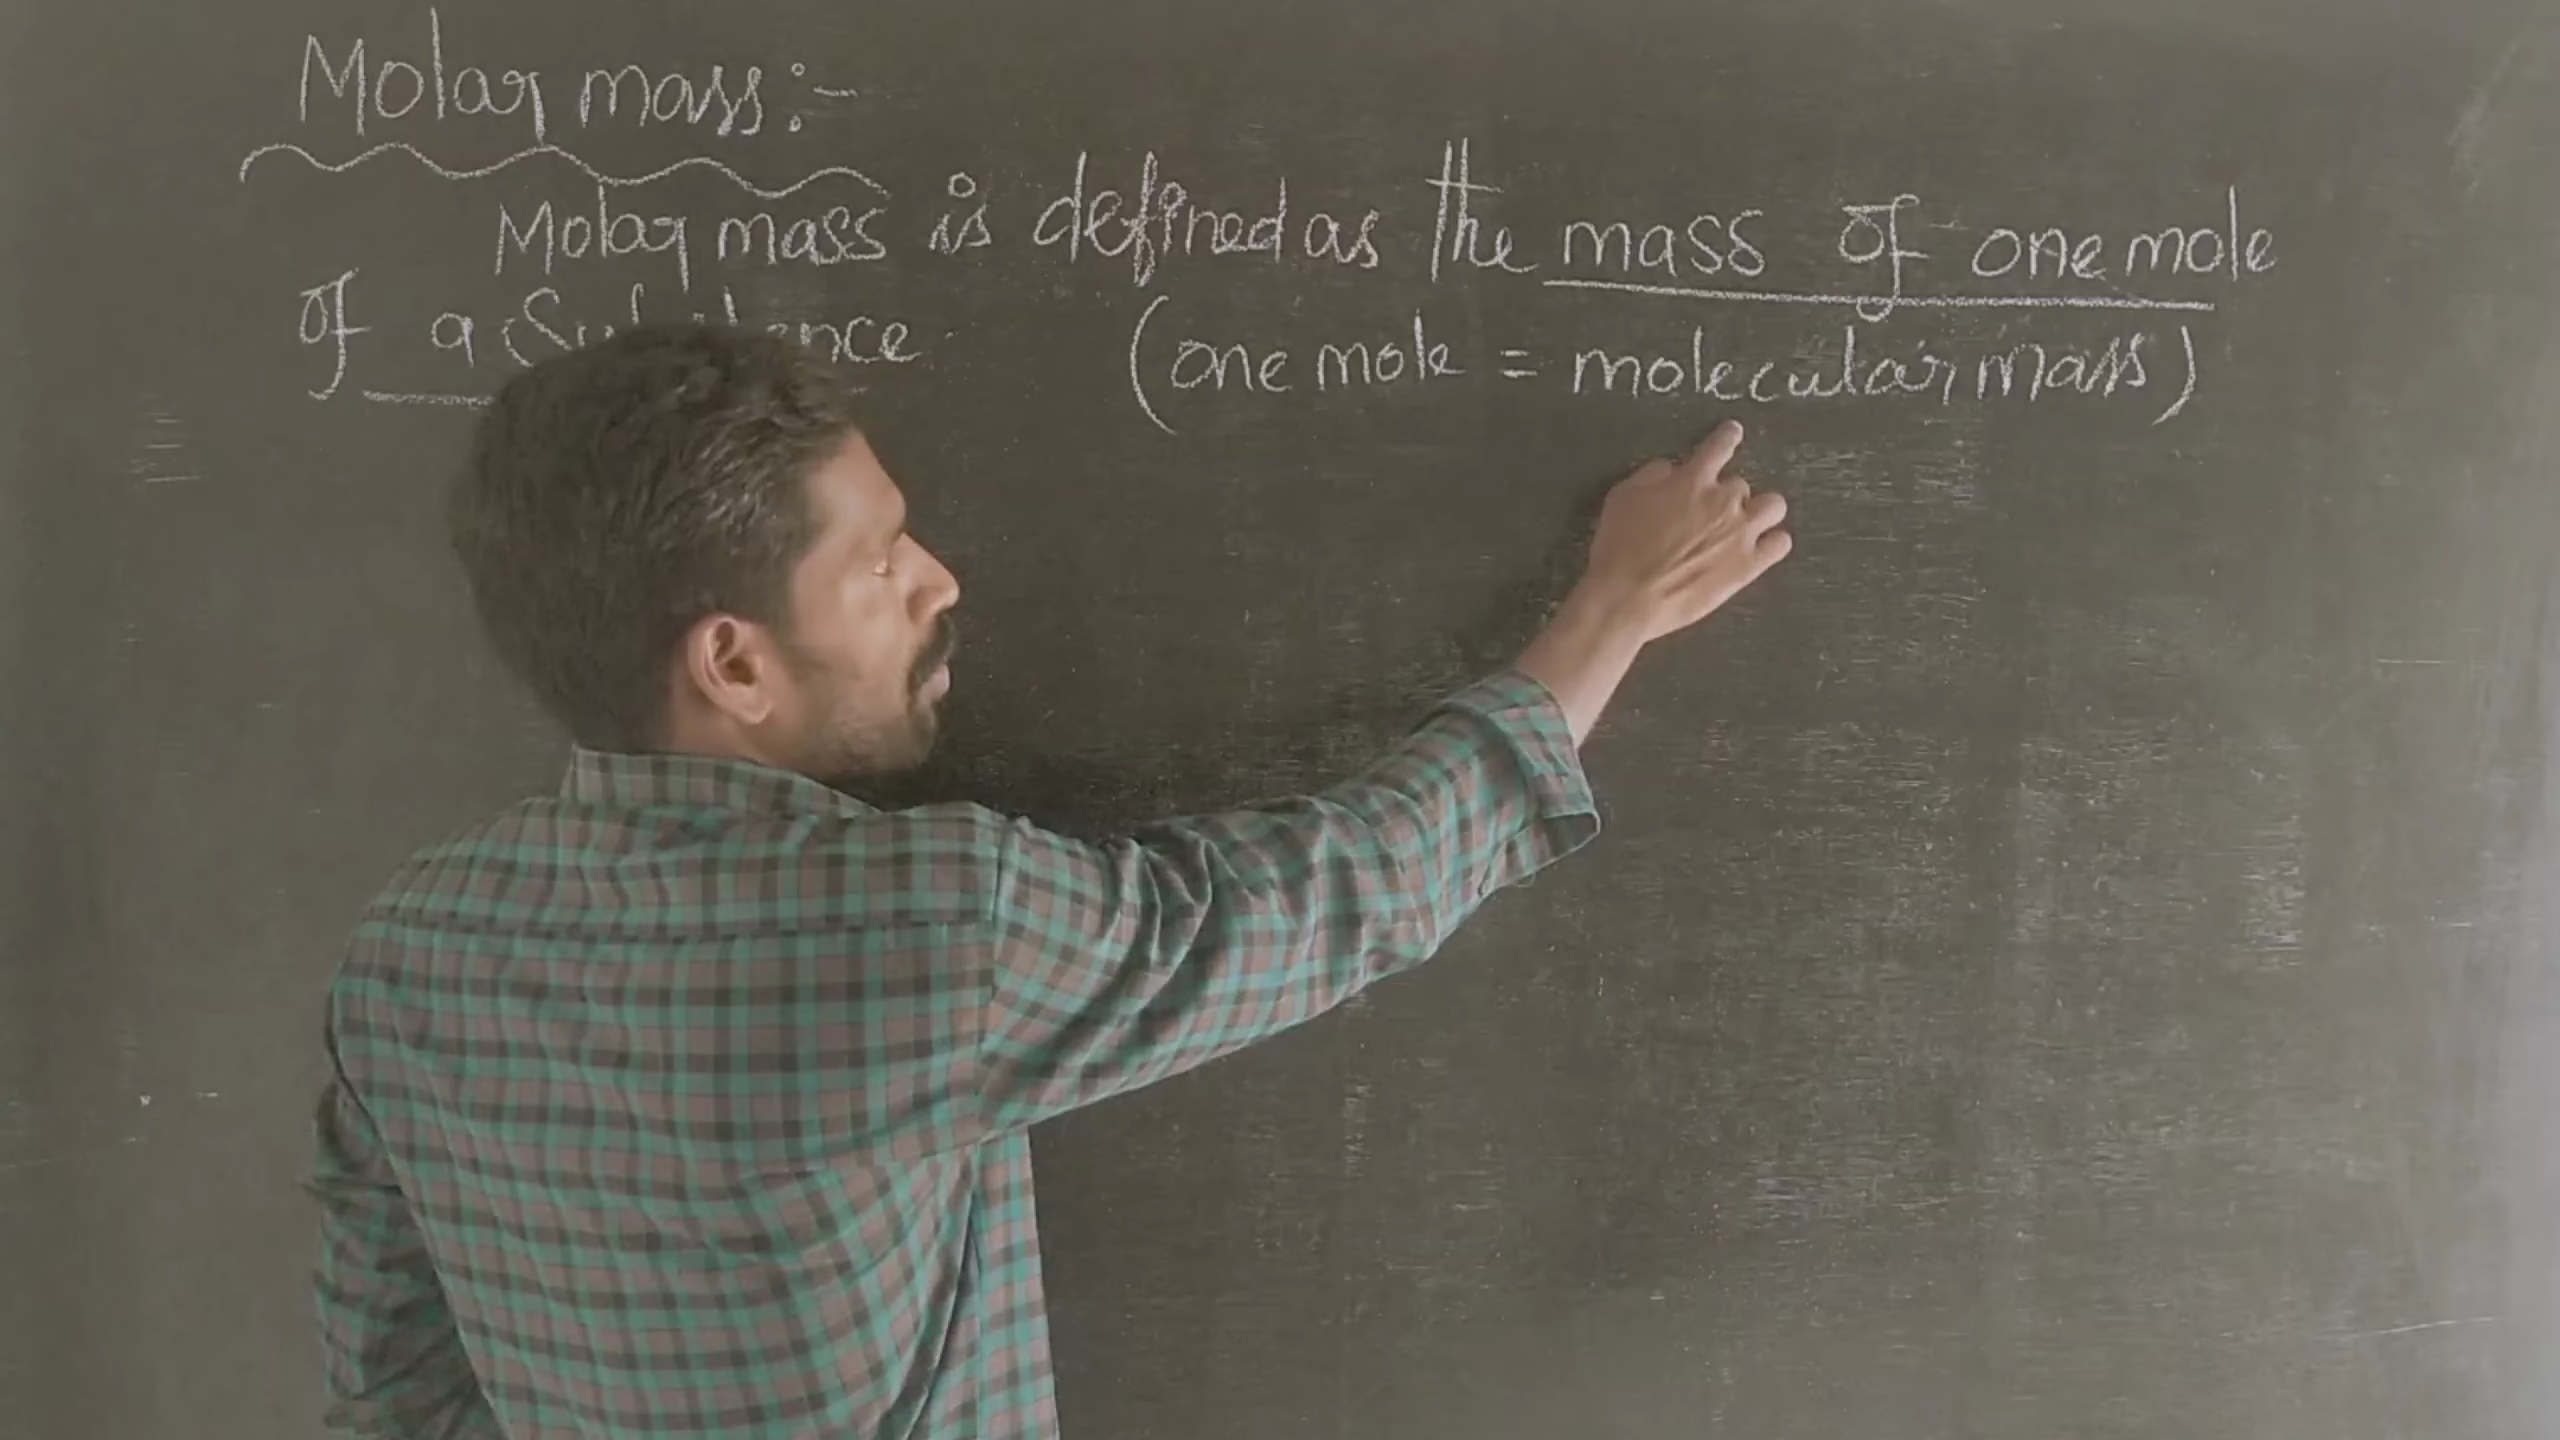 Molar mass:-
Molar mass is defined as the mass of one mole
of a (one mole = molecular mass)